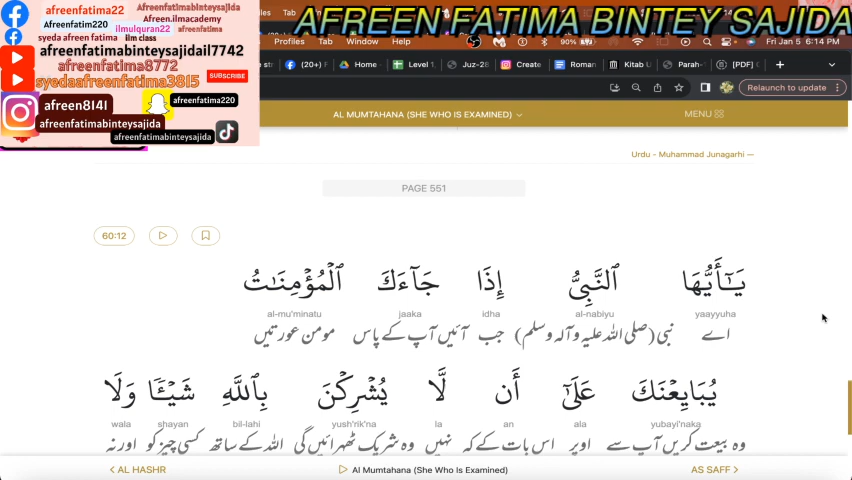 afreenfatima22
Afreenfatimabinteysajida
Afreenfatim220
Afreen.ilmacademy
ilmulquran22
afreenfatima
syeda afreen fatima
ilm class
afreenfatimabinteysajidail7742
afreenfatima8772
syedaafreenfatima3815
SUBSCRIBE
afreen8141
afreenfatima220
afreenfatimabinteysajida
afreenfatimabinteysajida
AFREEN FATIMA BINTEY SAJIDA
Profiles Tab Window Help 90% Fri Jan 5 6:14 PM
(20+) F Home Level 1, Juz-28 Create Roman Kitab U Parah- [PDF]
Relaunch to update
AL MUMTAHANA (SHE WHO IS EXAMINED)
MENU
Urdu - Muhammad Junagarhi —
PAGE 551
60:12
يَـٰٓأَيُّهَا ٱلنَّبِىُّ إِذَا جَآءَكَ ٱلْمُؤْمِنَـٰتُ
yaayyuha al-nabiyu idha jaaka al-mu'minatu
اے نبی (صلی اللہ علیہ وآلہ وسلم) جب آئیں آپ کے پاس مومن عورتیں
يُبَايِعْنَكَ عَلَىٰٓ أَن لَّا يُشْرِكْنَ بِٱللَّهِ شَيْـًٔا وَلَا
yubayi'naka ala an la yush'rik'na bil-lahi shayan wala
وہ بیعت کریں آپ سے اوپر اس بات کے کہ نہیں وہ شریک ٹھہرائیں گی اللہ کے ساتھ کسی چیز کو اور نہ
AL HASHR
Al Mumtahana (She Who Is Examined)
AS SAFF